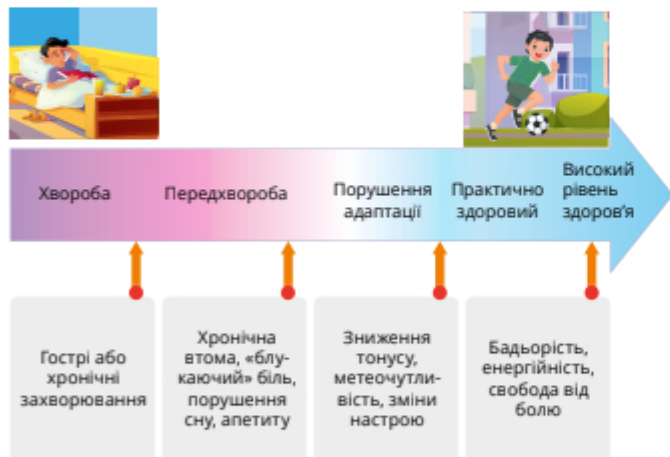 Хвороба
Передхвороба
Порушення
адаптації
Практично
здоровий
Високий
рівень
здоров'я
Гострі або
хронічні
захворювання
Хронічна
втома, «блу-
каючий» біль,
порушення
сну, апетиту
Зниження
тонусу,
метеочутли-
вість, зміни
настрою
Бадьорість,
енергійність,
свобода від
болю